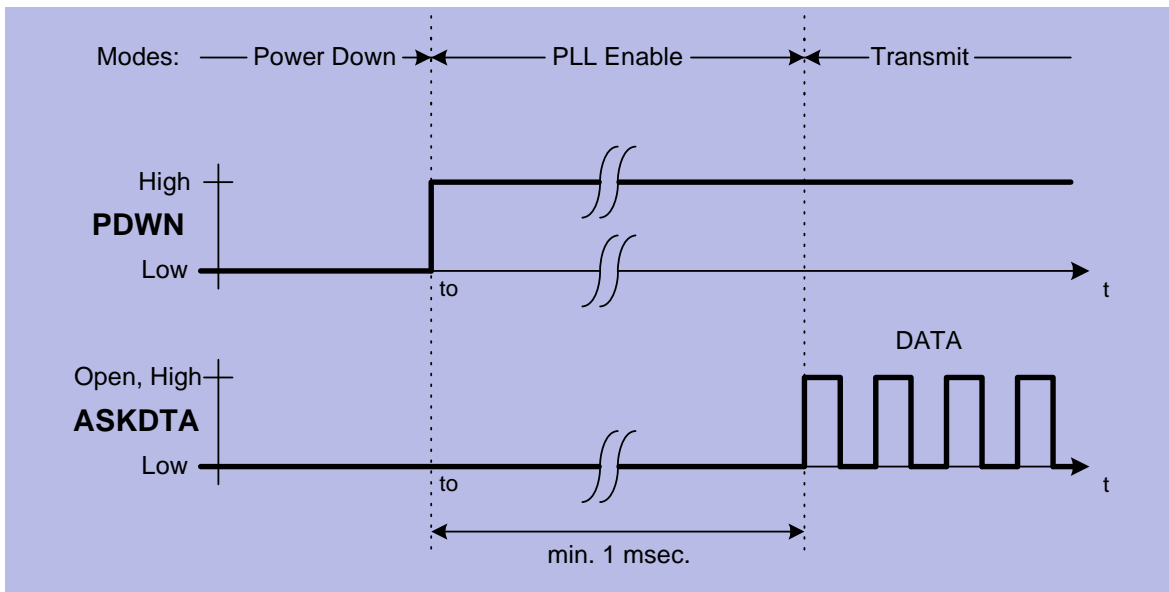 Modes: Power Down PLL Enable Transmit
High
PDWN
Low
to
t
DATA
Open, High
ASKDTA
Low
to
t
min. 1 msec.